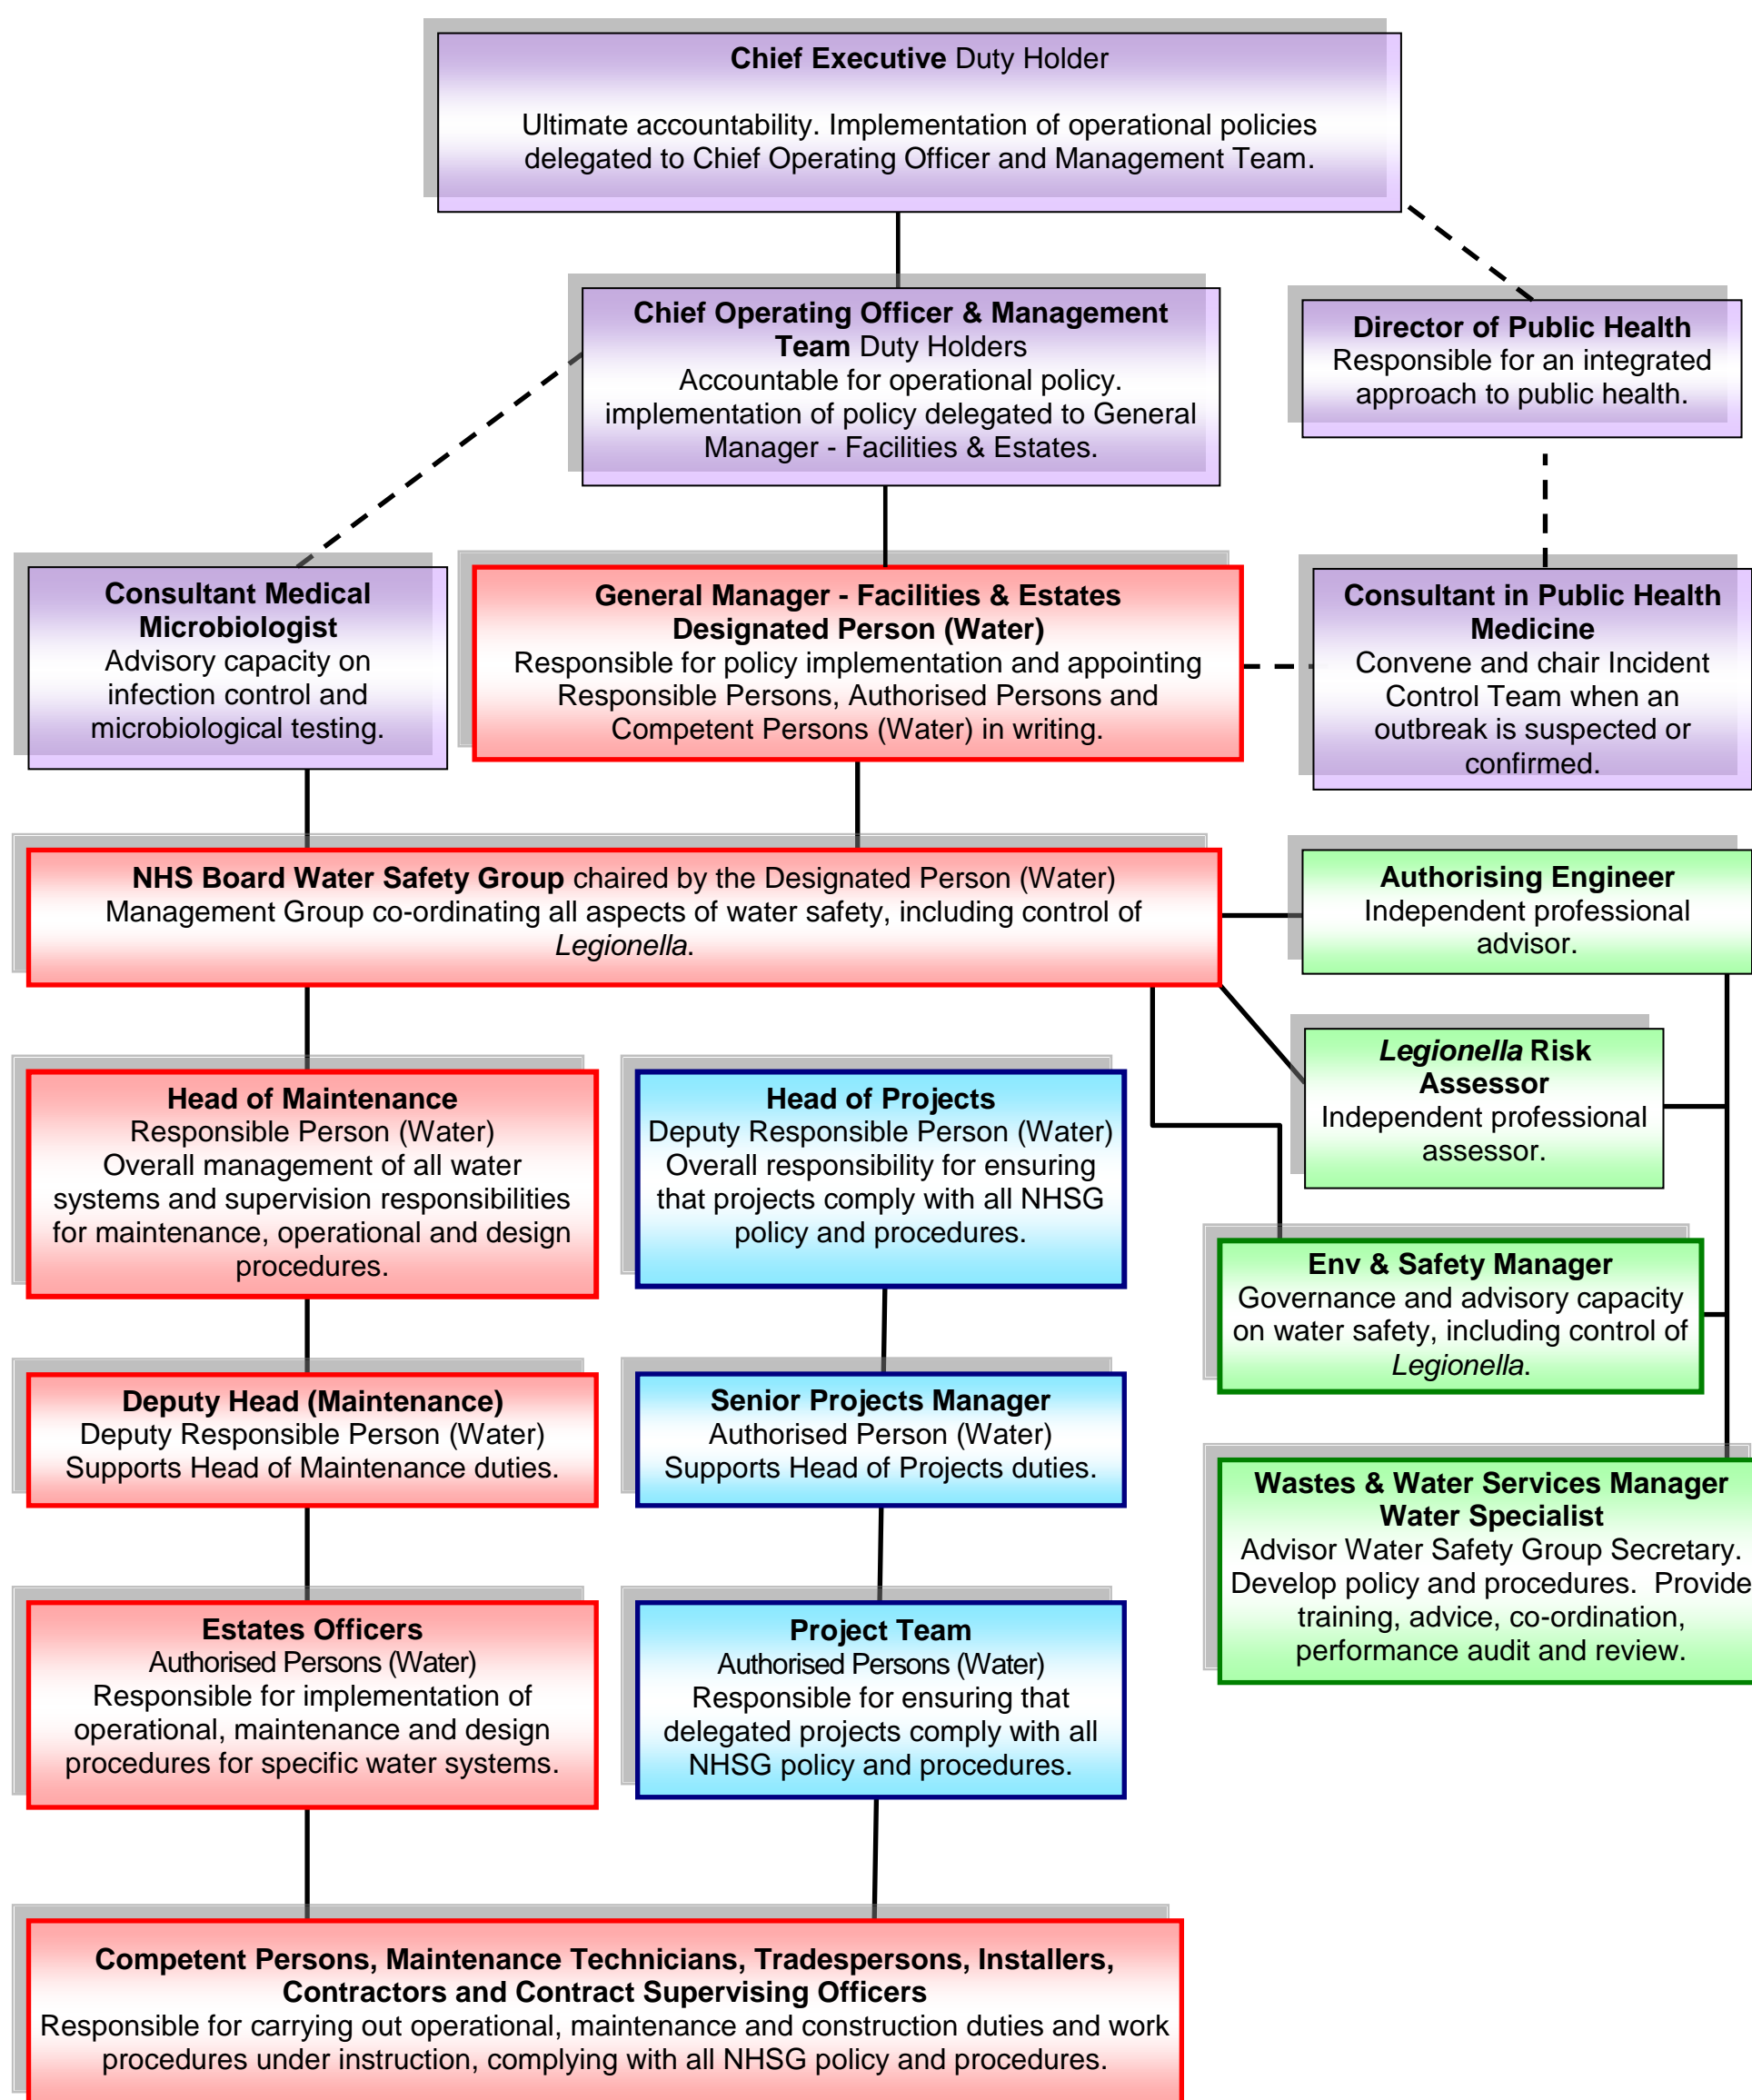 Chief Executive Duty Holder
Ultimate accountability. Implementation of operational policies
delegated to Chief Operating Officer and Management Team.
Chief Operating Officer & Management
Team Duty Holders
Accountable for operational policy.
implementation of policy delegated to General
Manager - Facilities & Estates.
Director of Public Health
Responsible for an integrated
approach to public health.
Consultant Medical
Microbiologist
Advisory capacity on
infection control and
microbiological testing.
General Manager - Facilities & Estates
Designated Person (Water)
Responsible for policy implementation and appointing
Responsible Persons, Authorised Persons and
Competent Persons (Water) in writing.
Consultant in Public Health
Medicine
Convene and chair Incident
Control Team when an
outbreak is suspected or
confirmed.
NHS Board Water Safety Group chaired by the Designated Person (Water)
Management Group co-ordinating all aspects of water safety, including control of
Legionella.
Authorising Engineer
Independent professional
advisor.
Legionella Risk
Assessor
Independent professional
assessor.
Head of Maintenance
Responsible Person (Water)
Overall management of all water
systems and supervision responsibilities
for maintenance, operational and design
procedures.
Head of Projects
Deputy Responsible Person (Water)
Overall responsibility for ensuring
that projects comply with all NHSG
policy and procedures.
Env & Safety Manager
Governance and advisory capacity
on water safety, including control of
Legionella.
Deputy Head (Maintenance)
Deputy Responsible Person (Water)
Supports Head of Maintenance duties.
Senior Projects Manager
Authorised Person (Water)
Supports Head of Projects duties.
Wastes & Water Services Manager
Water Specialist
Advisor Water Safety Group Secretary.
Develop policy and procedures.  Provide
training, advice, co-ordination,
performance audit and review.
Estates Officers
Authorised Persons (Water)
Responsible for implementation of
operational, maintenance and design
procedures for specific water systems.
Project Team
Authorised Persons (Water)
Responsible for ensuring that
delegated projects comply with all
NHSG policy and procedures.
Competent Persons, Maintenance Technicians, Tradespersons, Installers,
Contractors and Contract Supervising Officers
Responsible for carrying out operational, maintenance and construction duties and work
procedures under instruction, complying with all NHSG policy and procedures.